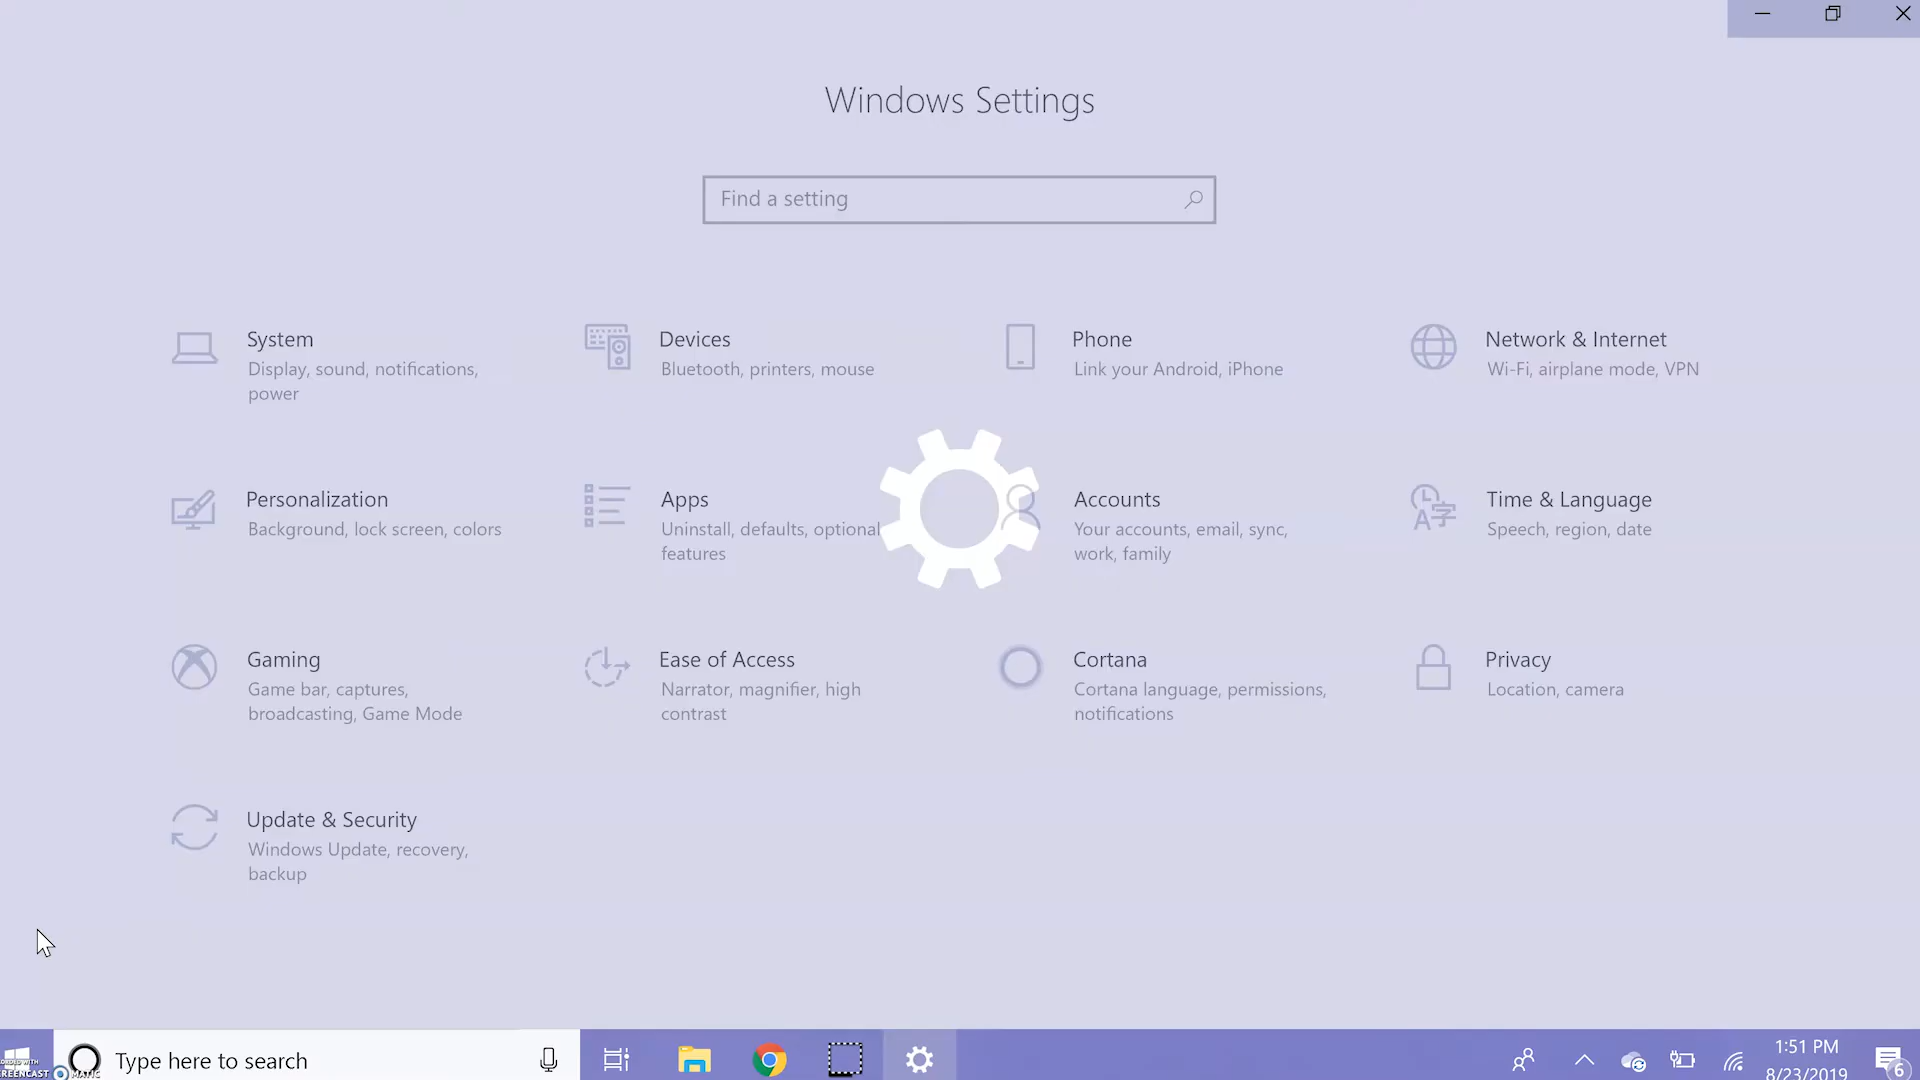 Windows Settings
Find a setting
System
Display, sound, notifications,
power
Devices
Bluetooth, printers, mouse
Phone
Link your Android, iPhone
Network & Internet
Wi-Fi, airplane mode, VPN
Personalization
Background, lock screen, colors
Apps
Uninstall, defaults, optional
features
Accounts
Your accounts, email, sync,
work, family
Time & Language
Speech, region, date
Gaming
Game bar, captures,
broadcasting, Game Mode
Ease of Access
Narrator, magnifier, high
contrast
Cortana
Cortana language, permissions,
notifications
Privacy
Location, camera
Update & Security
Windows Update, recovery,
backup
Type here to search
1:51 PM
8/23/2019
6